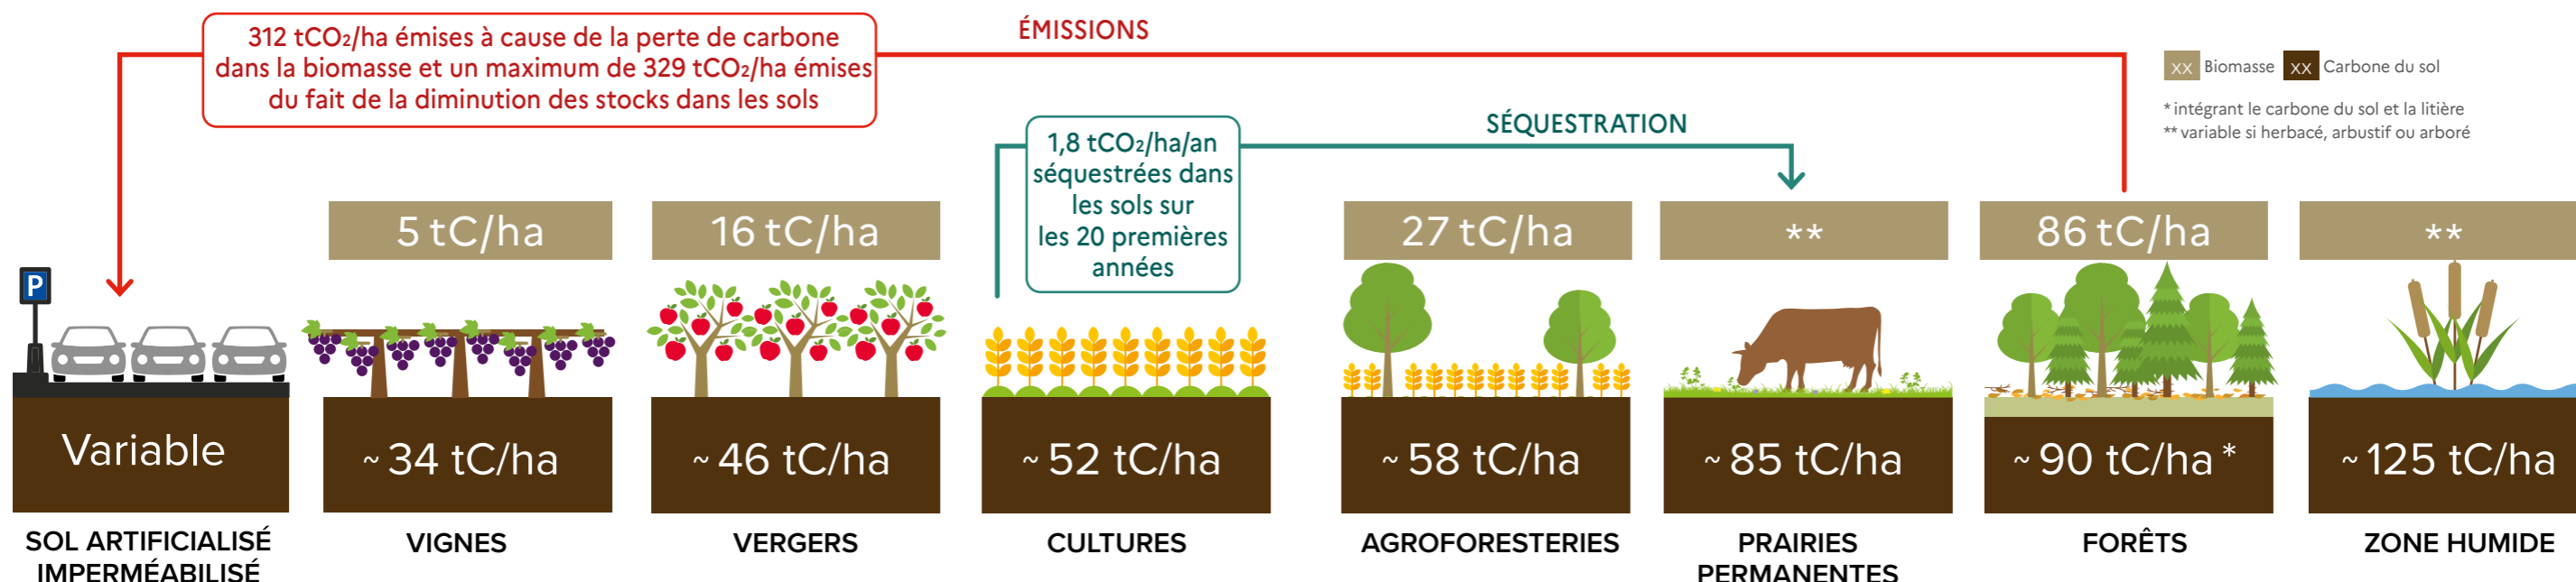 312 tCO₂/ha émises à cause de la perte de carbone
dans la biomasse et un maximum de 329 tCO₂/ha émises
du fait de la diminution des stocks dans les sols
ÉMISSIONS
xx Biomasse xx Carbone du sol
* intégrant le carbone du sol et la litière
** variable si herbacé, arbustif ou arboré
1,8 tCO₂/ha/an
séquestrées dans
les sols sur
les 20 premières
années
SÉQUESTRATION
5 tC/ha
16 tC/ha
27 tC/ha
**
86 tC/ha
**
P
Variable
~ 34 tC/ha
~ 46 tC/ha
~ 52 tC/ha
~ 58 tC/ha
~ 85 tC/ha
~ 90 tC/ha *
~ 125 tC/ha
SOL ARTIFICIALISÉ
IMPERMÉABILISÉ
VIGNES
VERGERS
CULTURES
AGROFORESTERIES
PRAIRIES
PERMANENTES
FORÊTS
ZONE HUMIDE